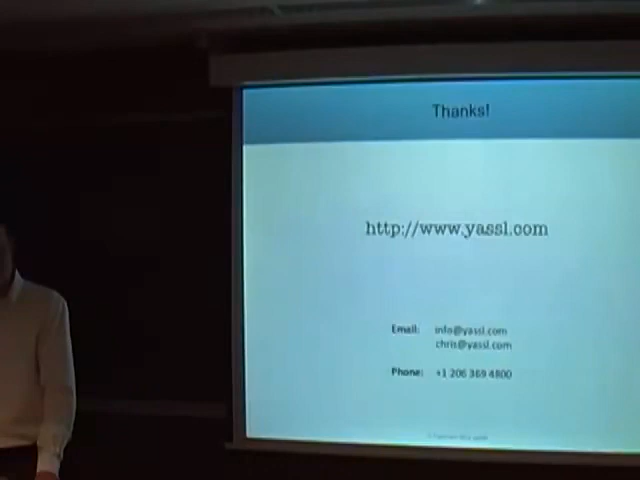 Thanks!
http://www.yassl.com
Email: info@yassl.com
chris@yassl.com
Phone: +1 206 369 4800